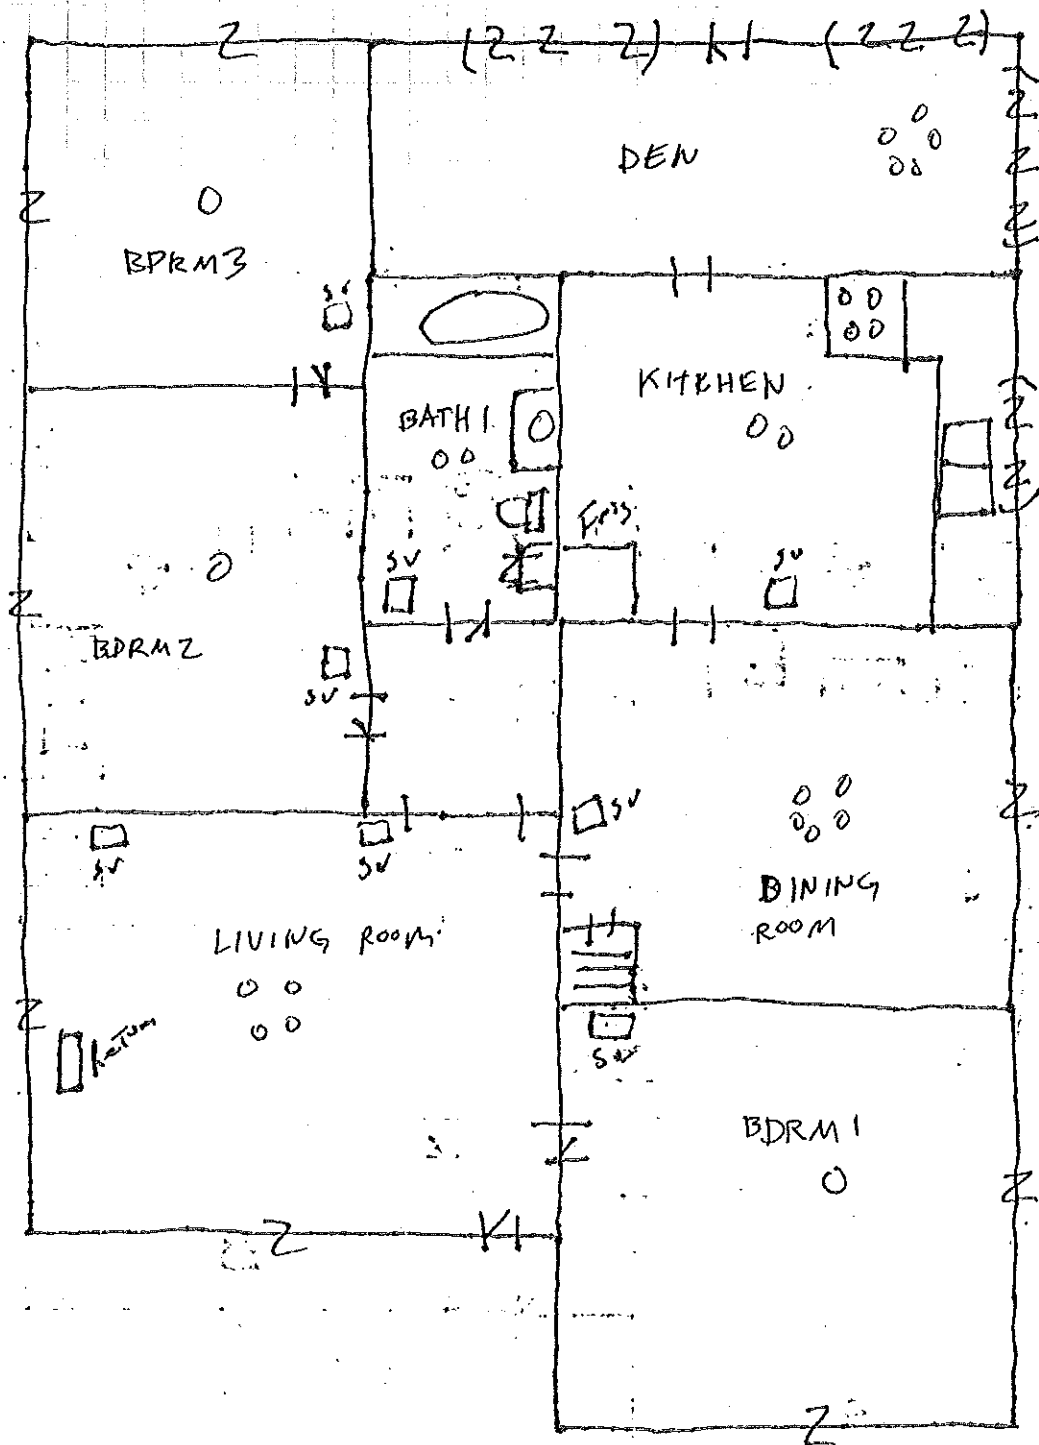 Z
(Z Z Z)
(Z Z Z)
(Z Z Z)
DEN
Z
BDRM3
SV
KITCHEN
(Z Z)
BATH 1
SV
SV
Z
BDRM2
SV
Z
SV
SV
SV
DINING
ROOM
LIVING ROOM
Z
Return
SV
BDRM 1
Z
Z
Z